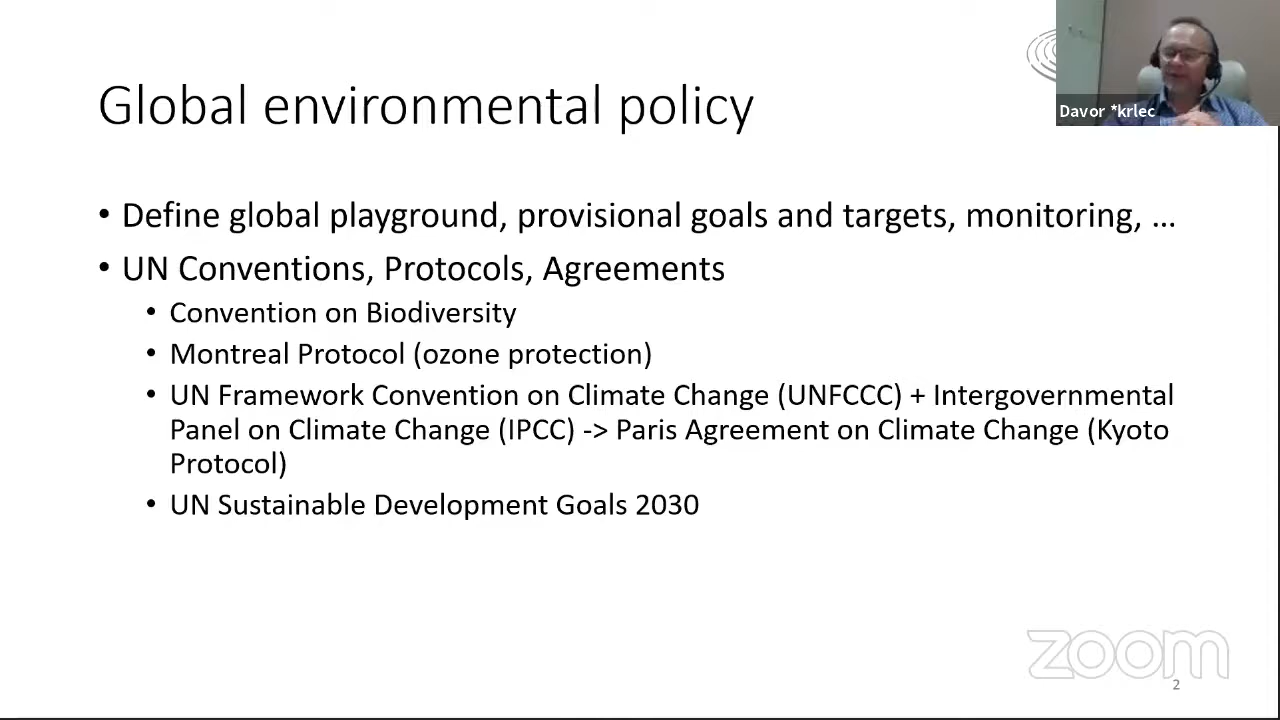 Global environmental policy
Davor *krlec
• Define global playground, provisional goals and targets, monitoring, ...
• UN Conventions, Protocols, Agreements
• Convention on Biodiversity
• Montreal Protocol (ozone protection)
• UN Framework Convention on Climate Change (UNFCCC) + Intergovernmental
Panel on Climate Change (IPCC) -> Paris Agreement on Climate Change (Kyoto
Protocol)
• UN Sustainable Development Goals 2030
zoom
2